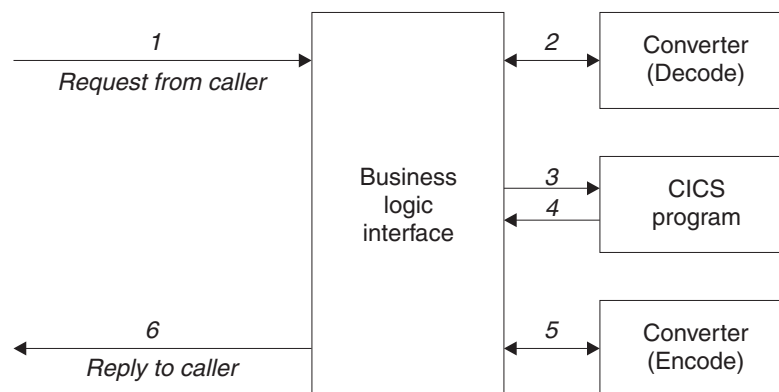 1
Request from caller
2
Converter
(Decode)
Business
logic
interface
3
4
CICS
program
6
Reply to caller
5
Converter
(Encode)